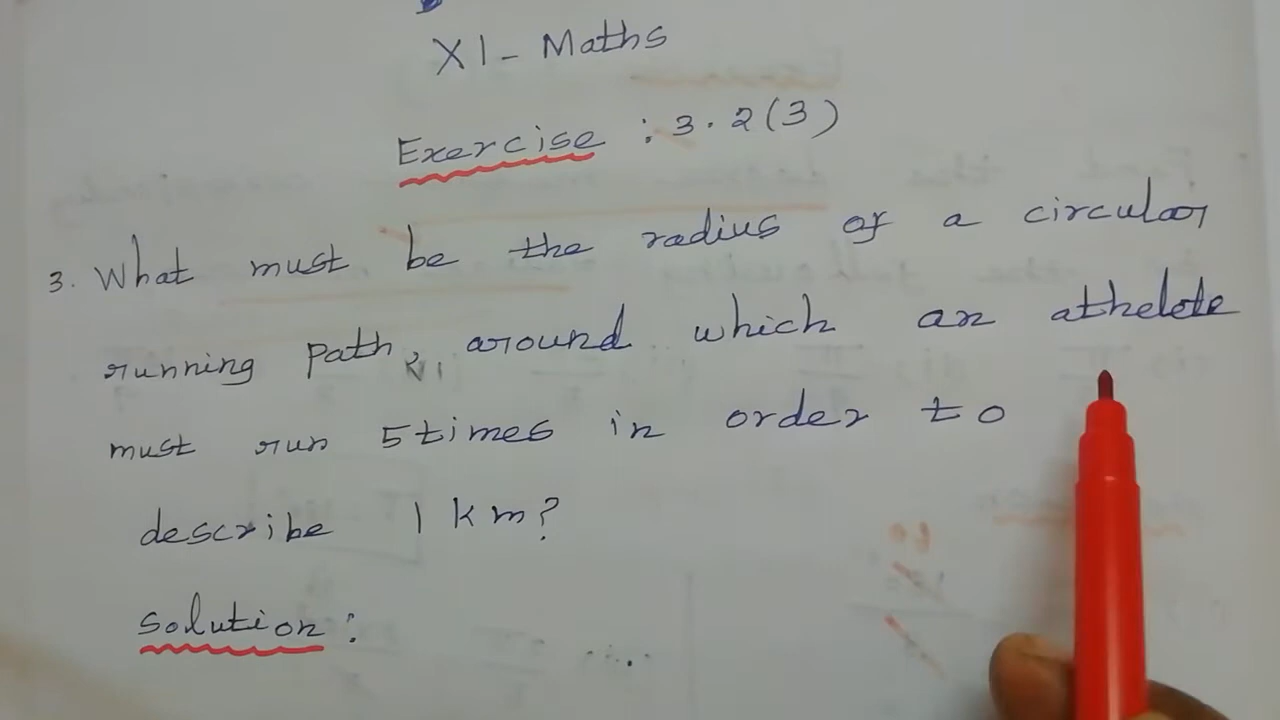 XI - Maths
Exercise : 3.2(3)
3. What must be the radius of a circular
running path, around which an athelete
must run 5times in order to
describe 1 km?
Solution :